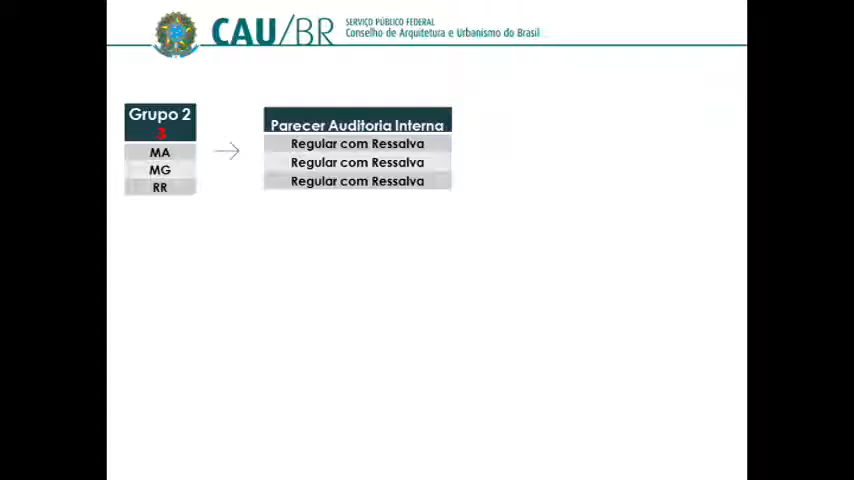 CAU/BR
SERVIÇO PÚBLICO FEDERAL
Conselho de Arquitetura e Urbanismo do Brasil
Grupo 2
3
MA
MG
RR
Parecer Auditoria Interna
Regular com Ressalva
Regular com Ressalva
Regular com Ressalva